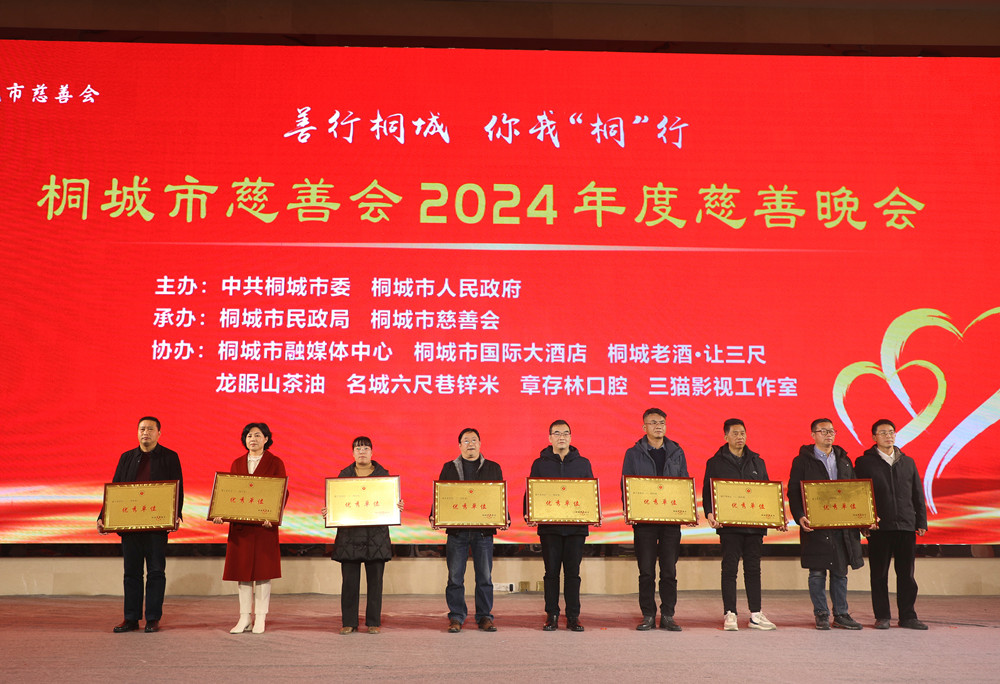 市慈善会
善行桐城 你我“桐”行
桐城市慈善会2024年度慈善晚会
主办：中共桐城市委 桐城市人民政府
承办：桐城市民政局 桐城市慈善会
协办：桐城市融媒体中心 桐城市国际大酒店 桐城老酒·让三尺
龙眠山茶油 名城六尺巷锌米 章存林口腔 三猫影视工作室
优秀单位
优秀单位
优秀单位
优秀单位
优秀单位
优秀单位
优秀单位
优秀单位